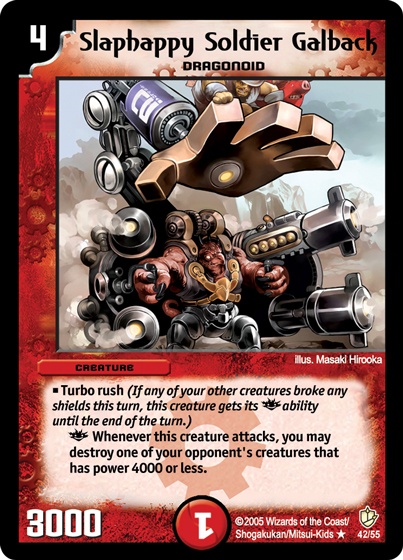 4
Slaphappy Soldier Galback
DRAGONOID
illus. Masaki Hirooka
CREATURE
▪ Turbo rush (If any of your other creatures broke any
shields this turn, this creature gets its ability
until the end of the turn.)
Whenever this creature attacks, you may
destroy one of your opponent's creatures that
has power 4000 or less.
3000
1
©2005 Wizards of the Coast/
Shogakukan/Mitsui-Kids ★ 42/55